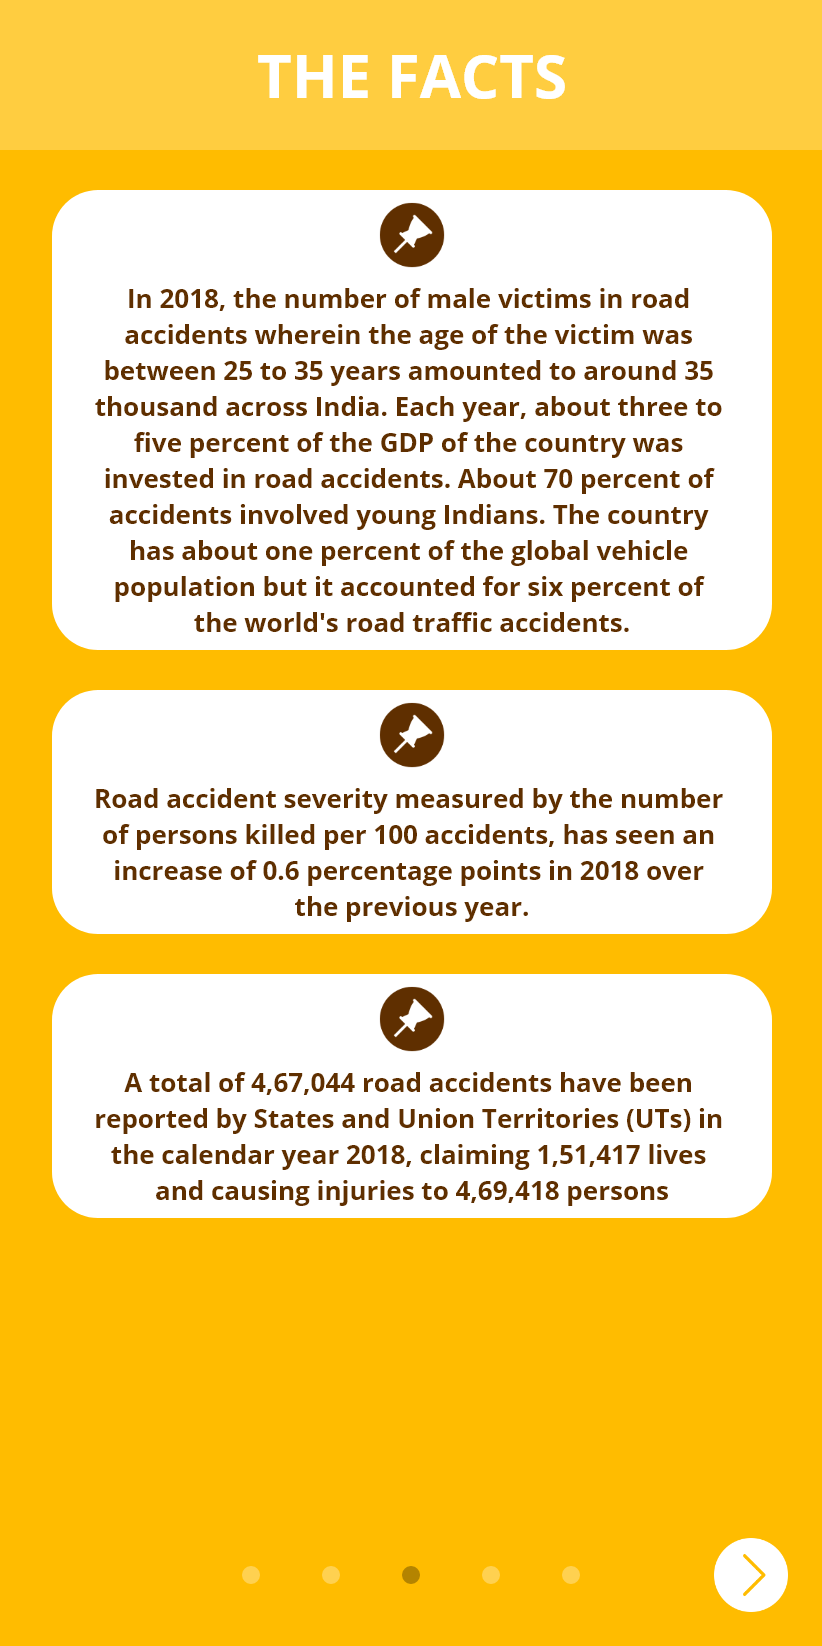 THE FACTS
In 2018, the number of male victims in road
accidents wherein the age of the victim was
between 25 to 35 years amounted to around 35
thousand across India. Each year, about three to
five percent of the GDP of the country was
invested in road accidents. About 70 percent of
accidents involved young Indians. The country
has about one percent of the global vehicle
population but it accounted for six percent of
the world's road traffic accidents.
Road accident severity measured by the number
of persons killed per 100 accidents, has seen an
increase of 0.6 percentage points in 2018 over
the previous year.
A total of 4,67,044 road accidents have been
reported by States and Union Territories (UTs) in
the calendar year 2018, claiming 1,51,417 lives
and causing injuries to 4,69,418 persons